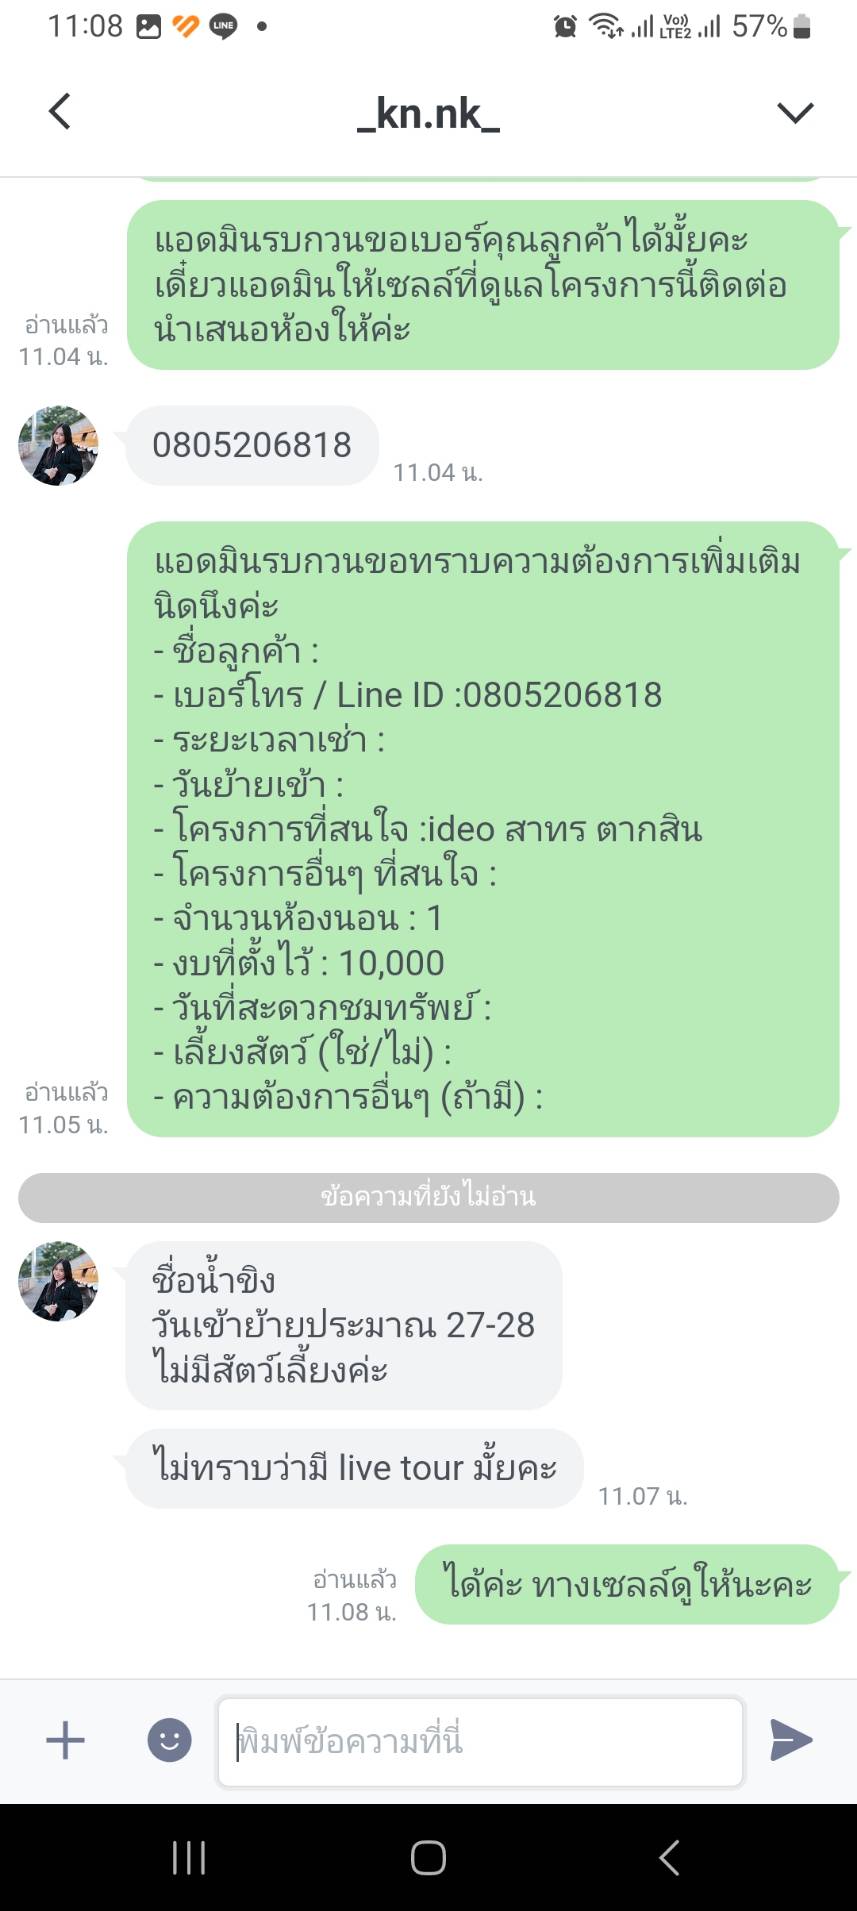 11:08
LINE
Vo))
LTE2
57%
_kn.nk_
แอดมินรบกวนขอเบอร์คุณลูกค้าได้มั้ยคะ
เดี๋ยวแอดมินให้เซลล์ที่ดูแลโครงการนี้ติดต่อ
นำเสนอห้องให้ค่ะ
อ่านแล้ว
11.04 น.
0805206818
11.04 น.
แอดมินรบกวนขอทราบความต้องการเพิ่มเติม
นิดนึงค่ะ
- ชื่อลูกค้า :
- เบอร์โทร / Line ID :0805206818
- ระยะเวลาเช่า :
- วันย้ายเข้า :
- โครงการที่สนใจ :ideo สาทร ตากสิน
- โครงการอื่นๆ ที่สนใจ :
- จำนวนห้องนอน : 1
- งบที่ตั้งไว้ : 10,000
- วันที่สะดวกชมทรัพย์ :
- เลี้ยงสัตว์ (ใช่/ไม่) :
- ความต้องการอื่นๆ (ถ้ามี) :
อ่านแล้ว
11.05 น.
ข้อความที่ยังไม่อ่าน
ชื่อน้ำขิง
วันเข้าย้ายประมาณ 27-28
ไม่มีสัตว์เลี้ยงค่ะ
ไม่ทราบว่ามี live tour มั้ยคะ
11.07 น.
ได้ค่ะ ทางเซลล์ดูให้นะคะ
อ่านแล้ว
11.08 น.
พิมพ์ข้อความที่นี่